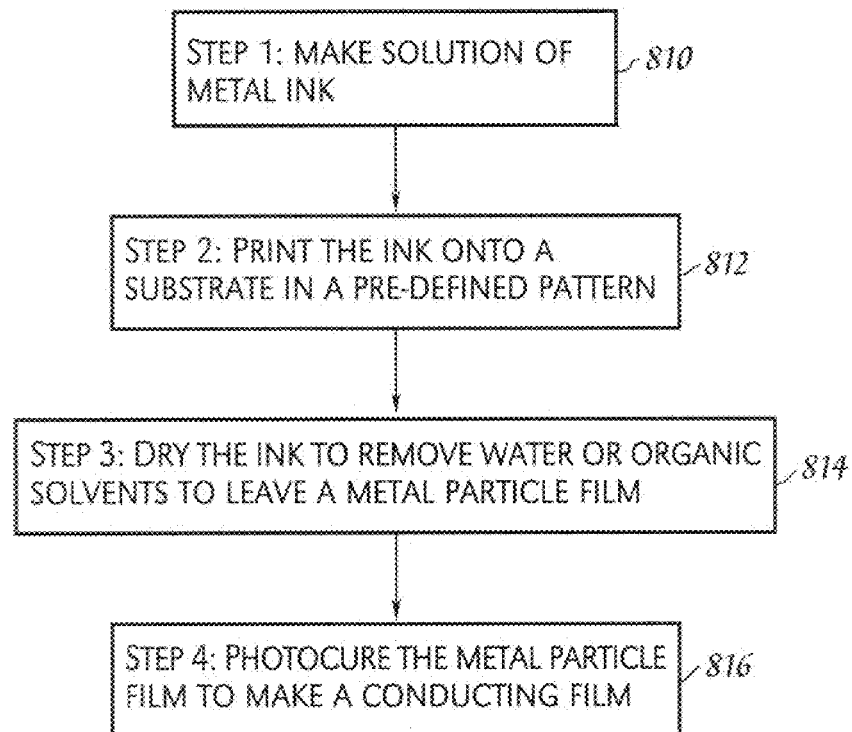 STEP 1: MAKE SOLUTION OF
METAL INK
810
STEP 2: PRINT THE INK ONTO A
SUBSTRATE IN A PRE-DEFINED PATTERN
812
STEP 3: DRY THE INK TO REMOVE WATER OR ORGANIC
SOLVENTS TO LEAVE A METAL PARTICLE FILM
814
STEP 4: PHOTOCURE THE METAL PARTICLE
FILM TO MAKE A CONDUCTING FILM
816